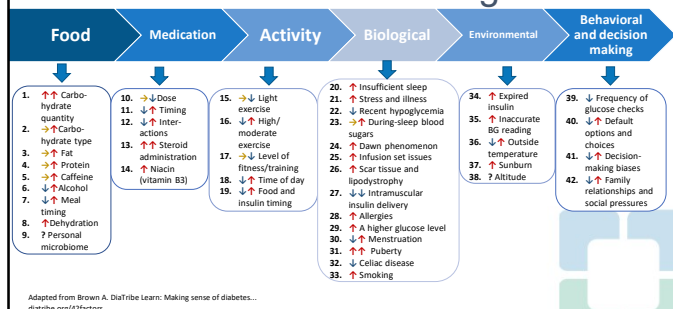 Food
Medication
Activity
Biological
Environmental
Behavioral
and decision
making
1. ↑↑ Carbo-
hydrate
quantity
2. →↑Carbo-
hydrate type
3. →↑ Fat
4. →↑ Protein
5. →↑ Caffeine
6. ↓↑Alcohol
7. ↓↑ Meal
timing
8. ↑Dehydration
9. ? Personal
microbiome
10. →↓Dose
11. ↓↑ Timing
12. ↓↑ Inter-
actions
13. ↑↑ Steroid
administration
14. ↑ Niacin
(vitamin B3)
15. →↓ Light
exercise
16. ↓↑ High/
moderate
exercise
17. →↓ Level of
fitness/training
18. ↓↑ Time of day
19. ↓↑ Food and
insulin timing
20. ↑ Insufficient sleep
21. ↑ Stress and illness
22. ↓ Recent hypoglycemia
23. →↑ During-sleep blood
sugars
24. ↑ Dawn phenomenon
25. ↑ Infusion set issues
26. ↑ Scar tissue and
lipodystrophy
27. ↓↓ Intramuscular
insulin delivery
28. ↑ Allergies
29. ↑ A higher glucose level
30. ↓↑ Menstruation
31. ↑↑ Puberty
32. ↓ Celiac disease
33. ↑ Smoking
34. ↑ Expired
insulin
35. ↑ Inaccurate
BG reading
36. ↓↑ Outside
temperature
37. ↑ Sunburn
38. ? Altitude
39. ↓ Frequency of
glucose checks
40. ↓↑ Default
options and
choices
41. ↓↑ Decision-
making biases
42. ↓↑ Family
relationships and
social pressures
Adapted from Brown A. DiaTribe Learn: Making sense of diabetes...
diatribe.org/42factors